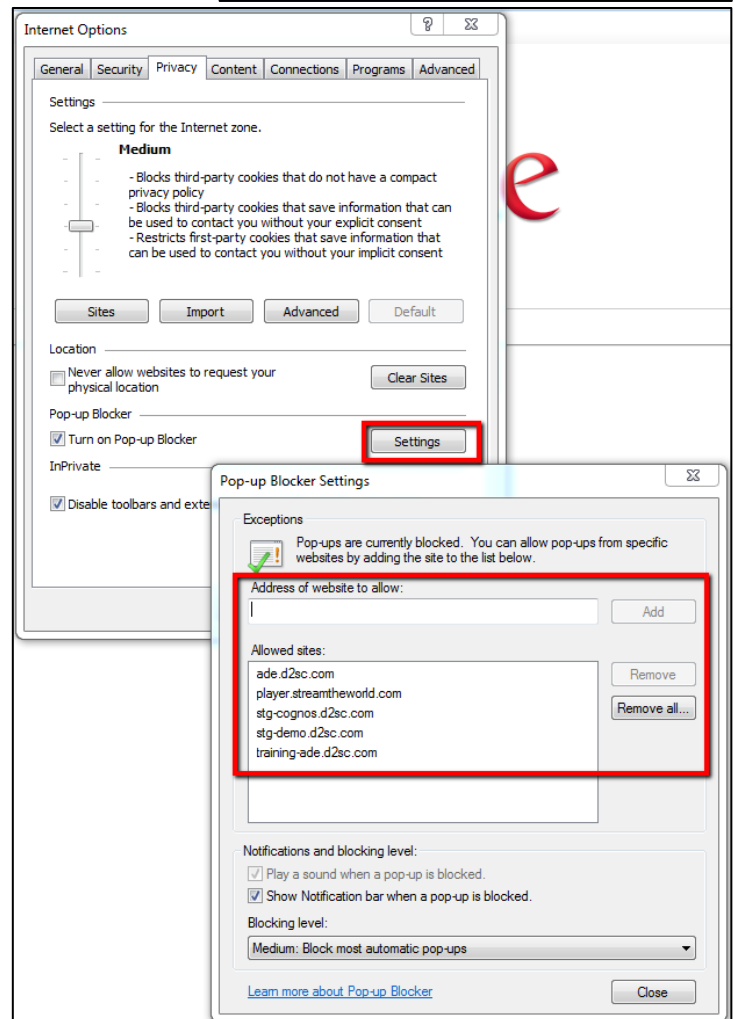 Internet Options
General Security Privacy Content Connections Programs Advanced
Settings
Select a setting for the Internet zone.
Medium
- Blocks third-party cookies that do not have a compact
privacy policy
- Blocks third-party cookies that save information that can
be used to contact you without your explicit consent
- Restricts first-party cookies that save information that
can be used to contact you without your implicit consent
Sites Import Advanced Default
Location
Never allow websites to request your
physical location
Clear Sites
Pop-up Blocker
Turn on Pop-up Blocker
Settings
InPrivate
Disable toolbars and exte
e
Pop-up Blocker Settings
Exceptions
Pop-ups are currently blocked. You can allow pop-ups from specific
websites by adding the site to the list below.
Address of website to allow:
Add
Allowed sites:
ade.d2sc.com
player.streamtheworld.com
stg-cognos.d2sc.com
stg-demo.d2sc.com
training-ade.d2sc.com
Remove
Remove all...
Notifications and blocking level:
Play a sound when a pop-up is blocked.
Show Notification bar when a pop-up is blocked.
Blocking level:
Medium: Block most automatic pop-ups
Learn more about Pop-up Blocker
Close